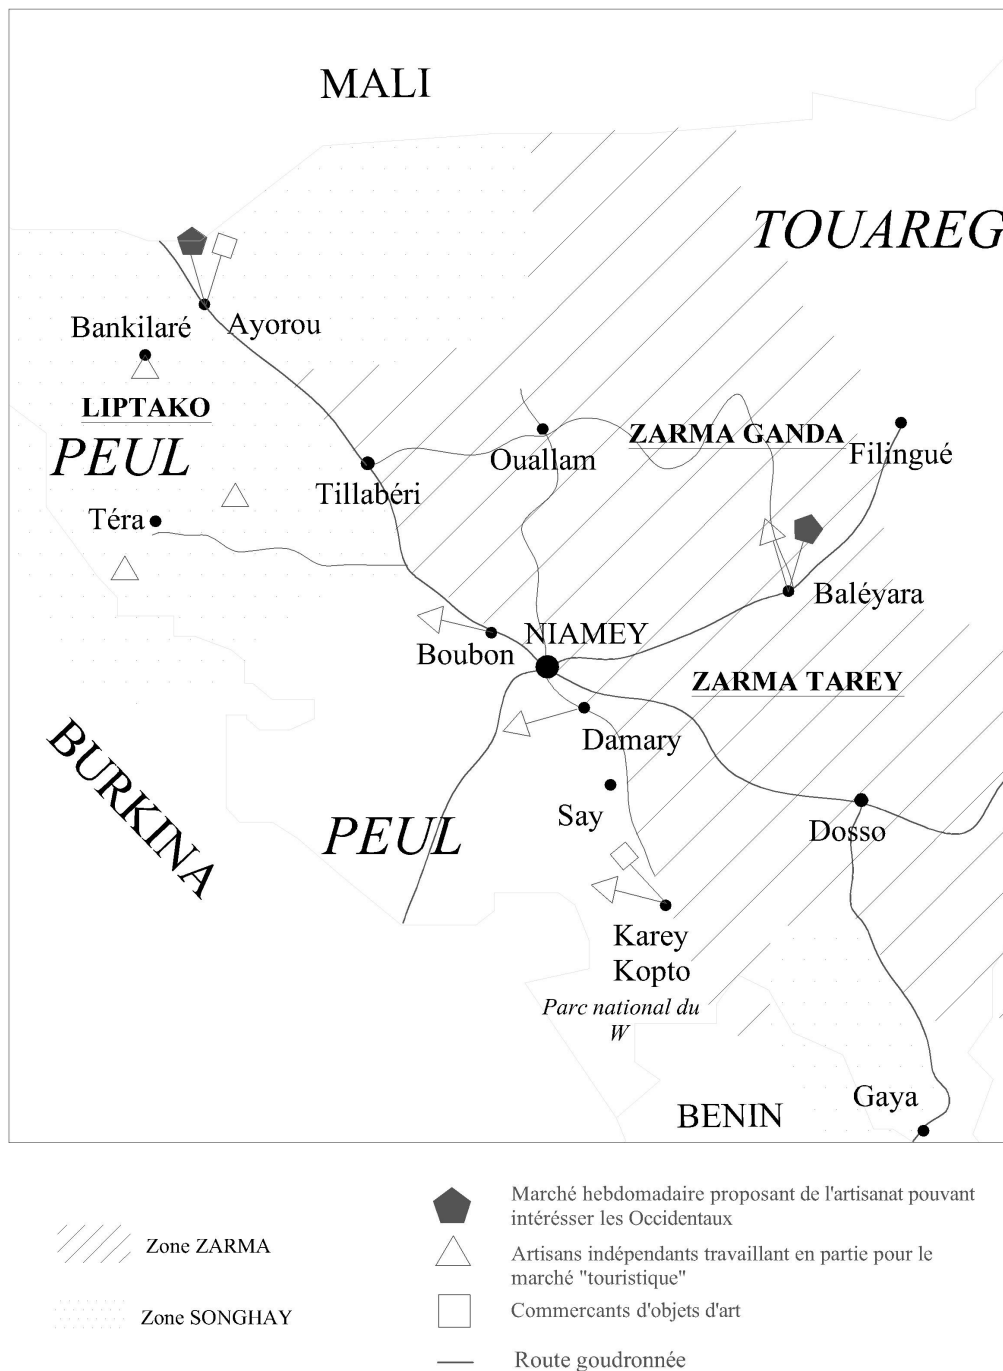 MALI
TOUAREG
Ayorou
Bankilaré
LIPTAKO
PEUL
Ouallam
ZARMA GANDA
Filingué
Tillabéri
Téra
Baléyara
Boubon
NIAMEY
ZARMA TAREY
Damary
BURKINA
PEUL
Say
Dosso
Karey
Kopto
Parc national du
W
Gaya
BENIN
Zone ZARMA
Zone SONGHAY
Marché hebdomadaire proposant de l'artisanat pouvant
intérésser les Occidentaux
Artisans indépendants travaillant en partie pour le
marché "touristique"
Commercants d'objets d'art
Route goudronnée